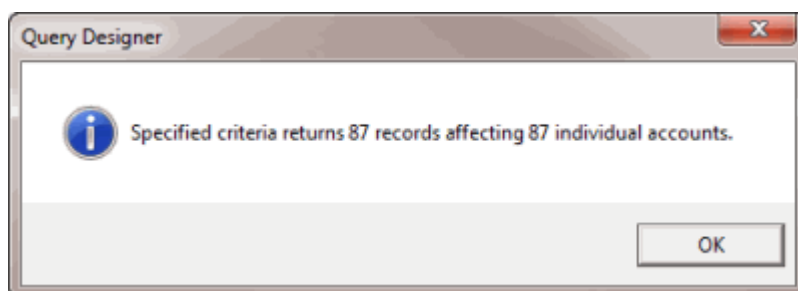 Query Designer
Specified criteria returns 87 records affecting 87 individual accounts.
OK